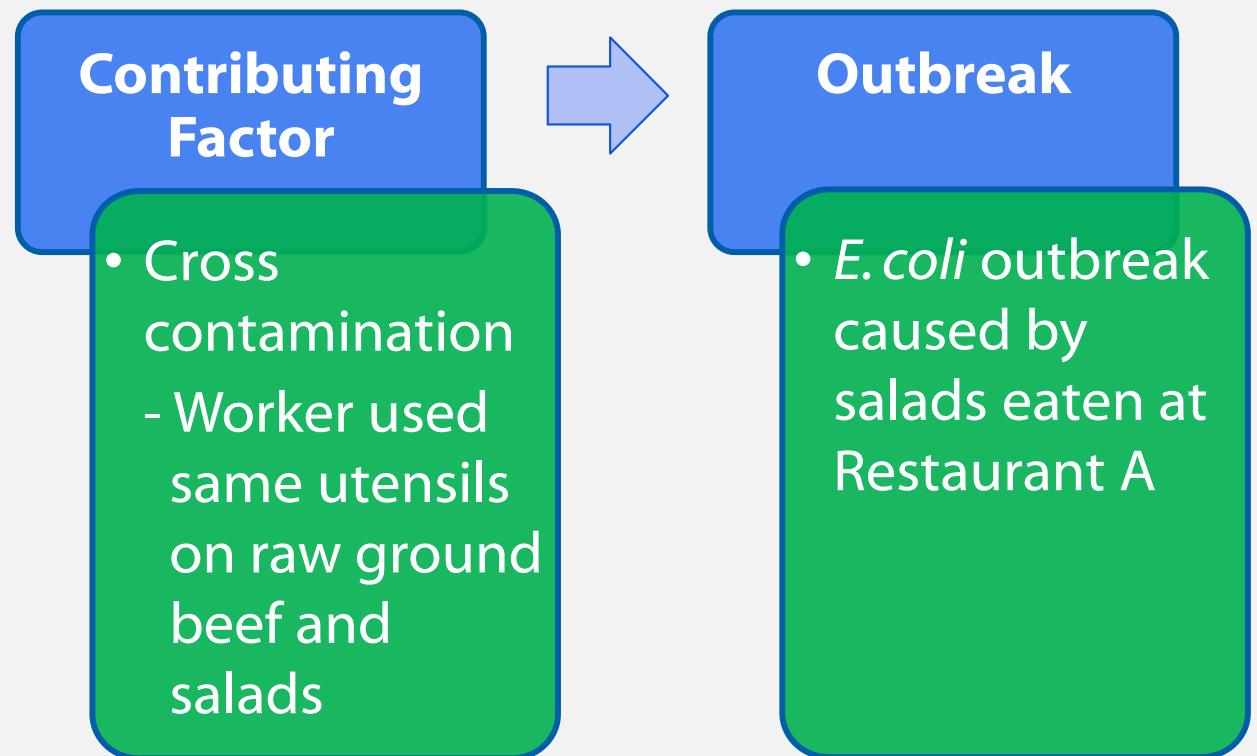 Contributing
Factor
• Cross
contamination
- Worker used
same utensils
on raw ground
beef and
salads
Outbreak
• E. coli outbreak
caused by
salads eaten at
Restaurant A